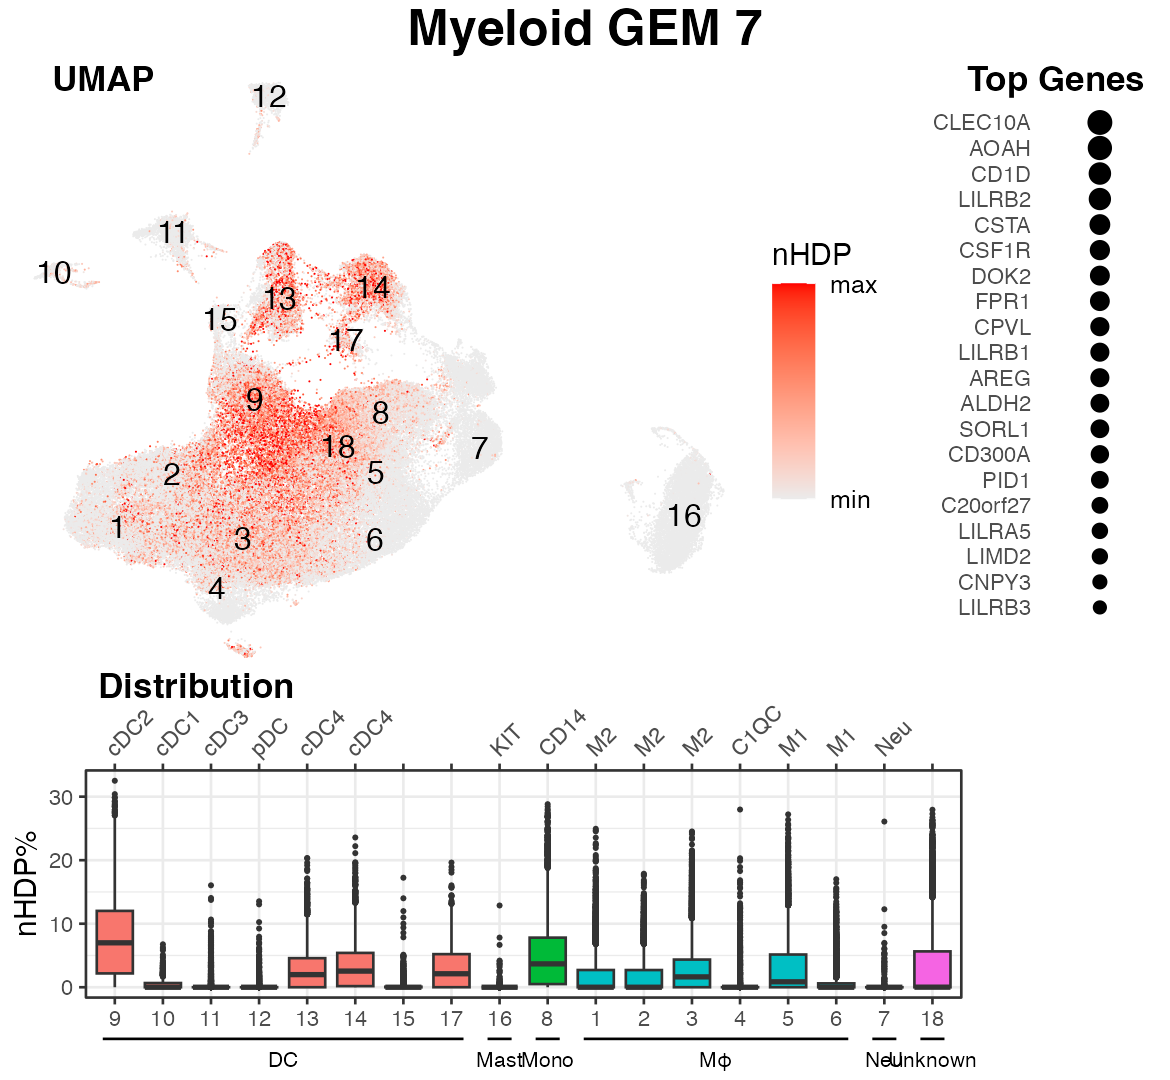 Myeloid GEM 7
UMAP
12
11
10
13
14
15
17
9
8
18
7
2
5
1
3
6
4
16
nHDP
max
min
Top Genes
CLEC10A
AOAH
CD1D
LILRB2
CSTA
CSF1R
DOK2
FPR1
CPVL
LILRB1
AREG
ALDH2
SORL1
CD300A
PID1
C20orf27
LILRA5
LIMD2
CNPY3
LILRB3
Distribution
cDC2 cDC1 cDC3 pDC cDC4 cDC4 KIT CD14 M2 M2 M2 C1QC M1 M1 Neu
nHDP%
30
20
10
0
9 10 11 12 13 14 15 17 16 8 1 2 3 4 5 6 7 18
DC Mast Mono Mφ Neu Unknown